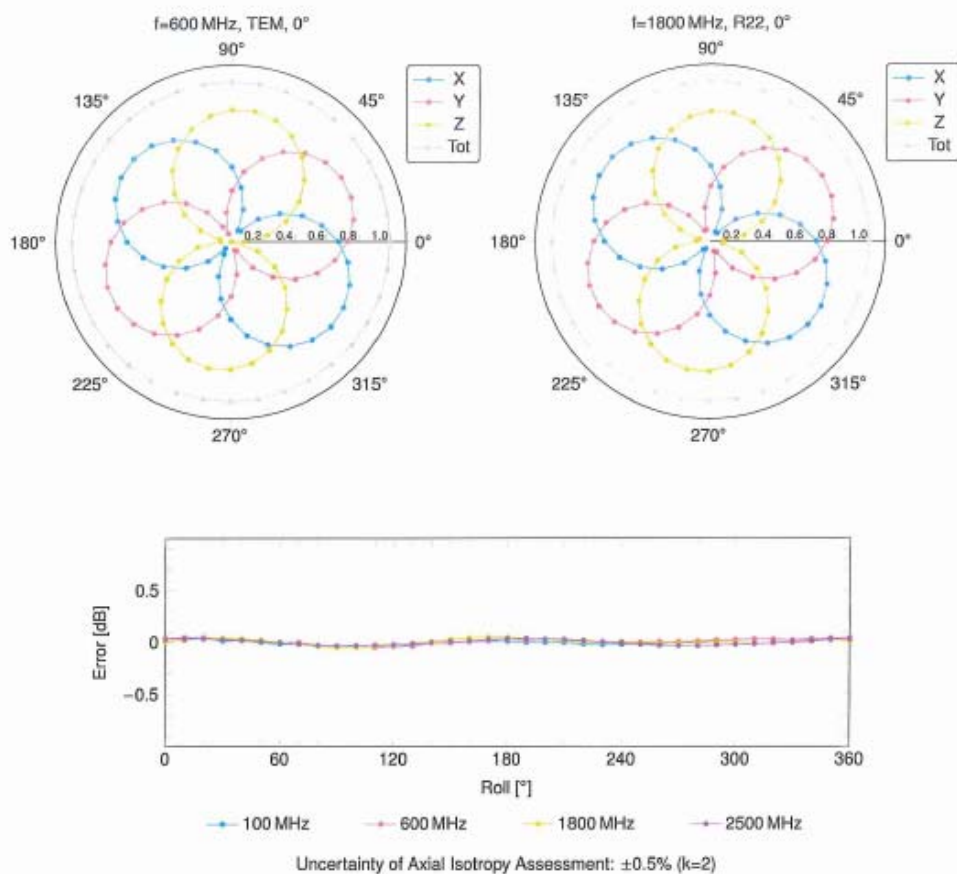 f=600 MHz, TEM, 0°
90°
135°
45°
180°
0°
225°
315°
270°
0.2 0.4 0.6 0.8 1.0
X
Y
Z
Tot
f=1800 MHz, R22, 0°
90°
135°
45°
180°
0°
225°
315°
270°
0.2 0.4 0.6 0.8 1.0
X
Y
Z
Tot
Error [dB]
0.5
0
−0.5
0 60 120 180 240 300 360
Roll [°]
100 MHz 600 MHz 1800 MHz 2500 MHz
Uncertainty of Axial Isotropy Assessment: ±0.5% (k=2)